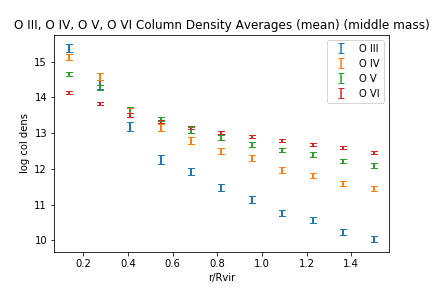 O III, O IV, O V, O VI Column Density Averages (mean) (middle mass)
O III
O IV
O V
O VI
log col dens
15
14
13
12
11
10
0.2 0.4 0.6 0.8 1.0 1.2 1.4
r/Rvir